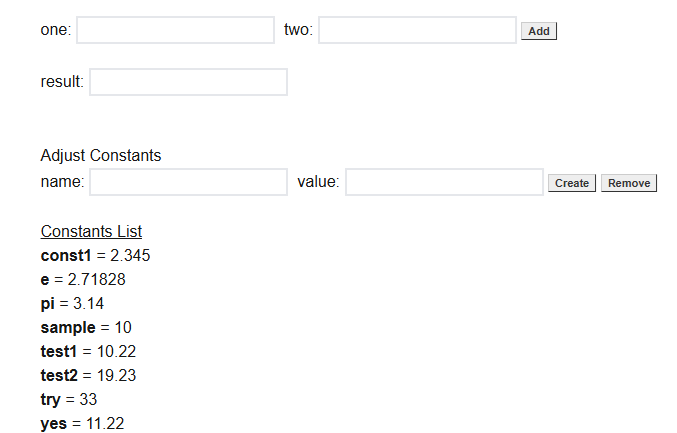 one: two: Add
result:
Adjust Constants
name: value: Create Remove
Constants List
const1 = 2.345
e = 2.71828
pi = 3.14
sample = 10
test1 = 10.22
test2 = 19.23
try = 33
yes = 11.22